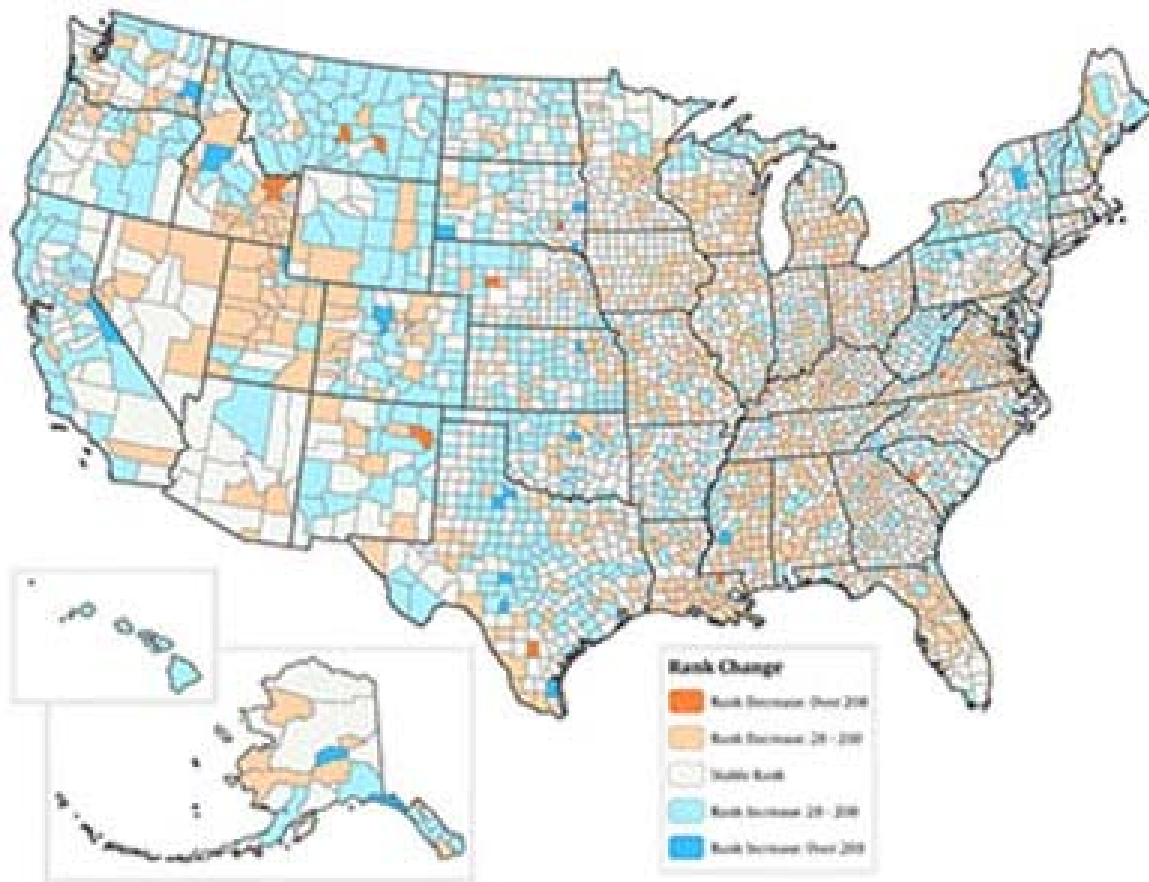 Rank Change
Rank Decrease: Over 200
Rank Decrease: 20 - 200
Stable Rank
Rank Increase: 20 - 200
Rank Increase: Over 200